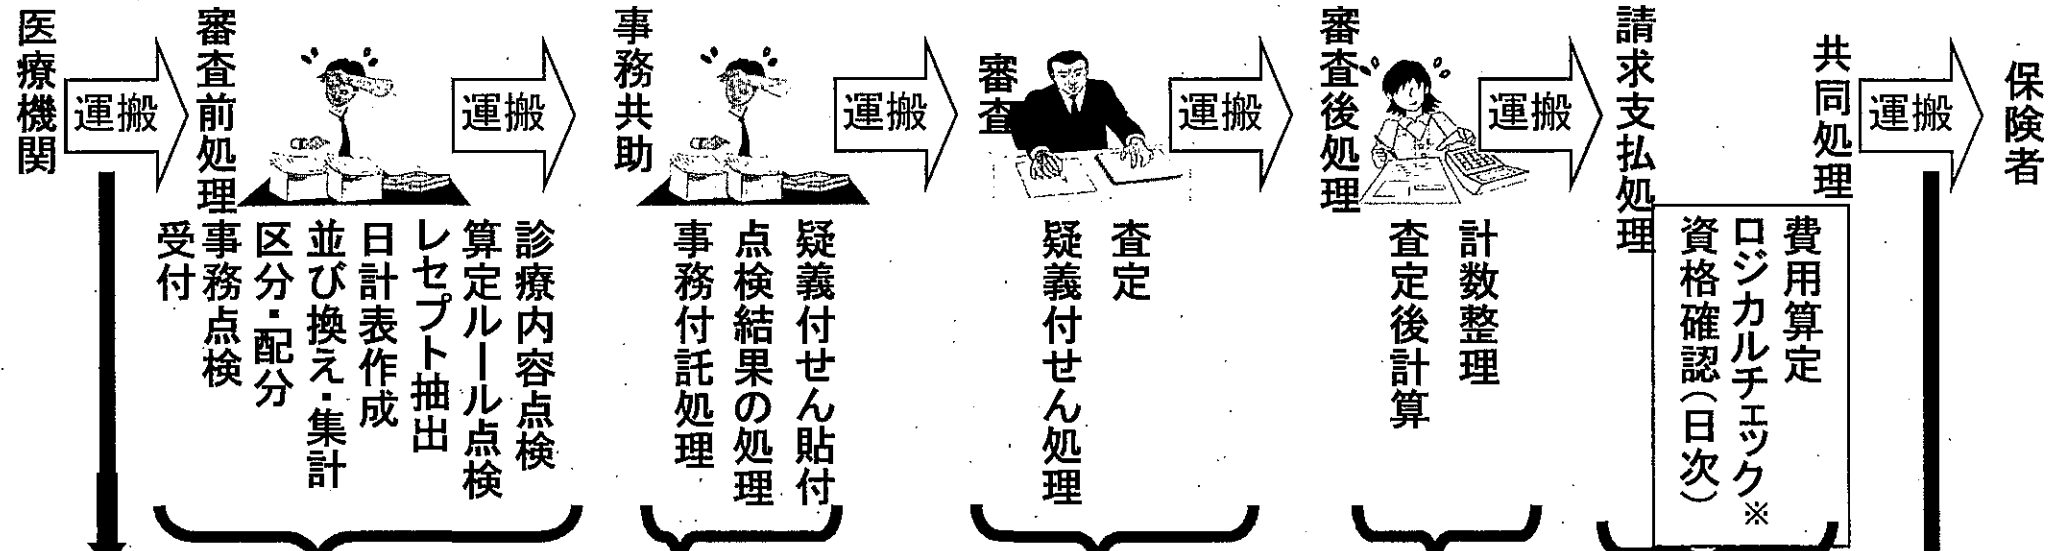 医療機関
運搬
審査前処理
受付
事務点検
区分・配分
並び換え・集計
日計表作成
レセプト抽出
算定ルール点検
診療内容点検
運搬
事務共助
事務付託処理
点検結果の処理
疑義付せん貼付
運搬
審査
疑義付せん処理
査定
運搬
審査後処理
査定後計算
計数整理
運搬
請求支払処理
共同処理
資格確認(日次)
ロジカルチェック※
費用算定
運搬
保険者